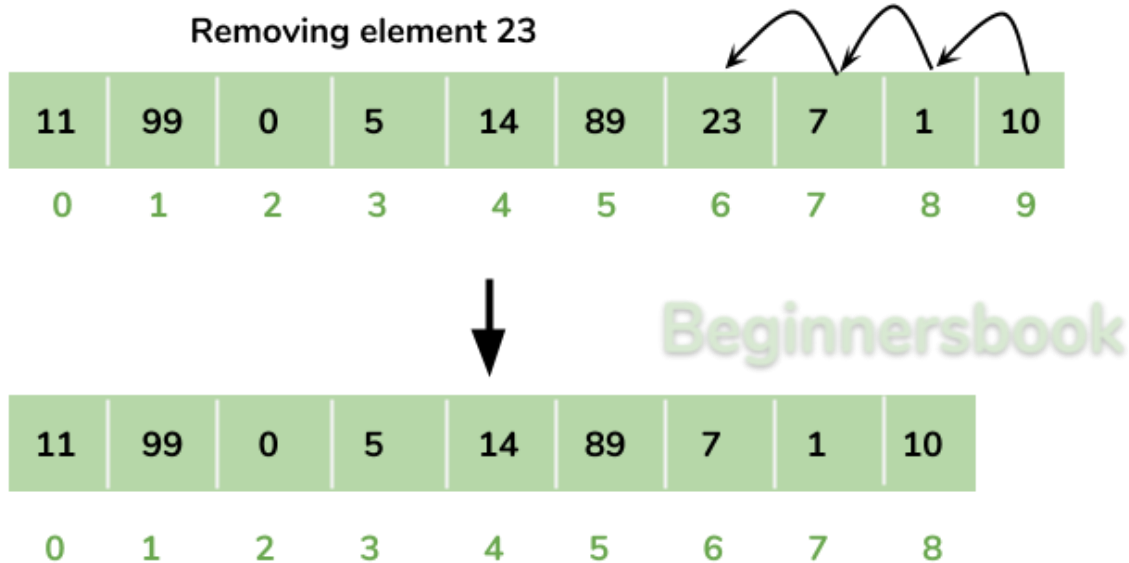 Removing element 23
11 99 0 5 14 89 23 7 1 10
0 1 2 3 4 5 6 7 8 9
Beginnersbook
11 99 0 5 14 89 7 1 10
0 1 2 3 4 5 6 7 8